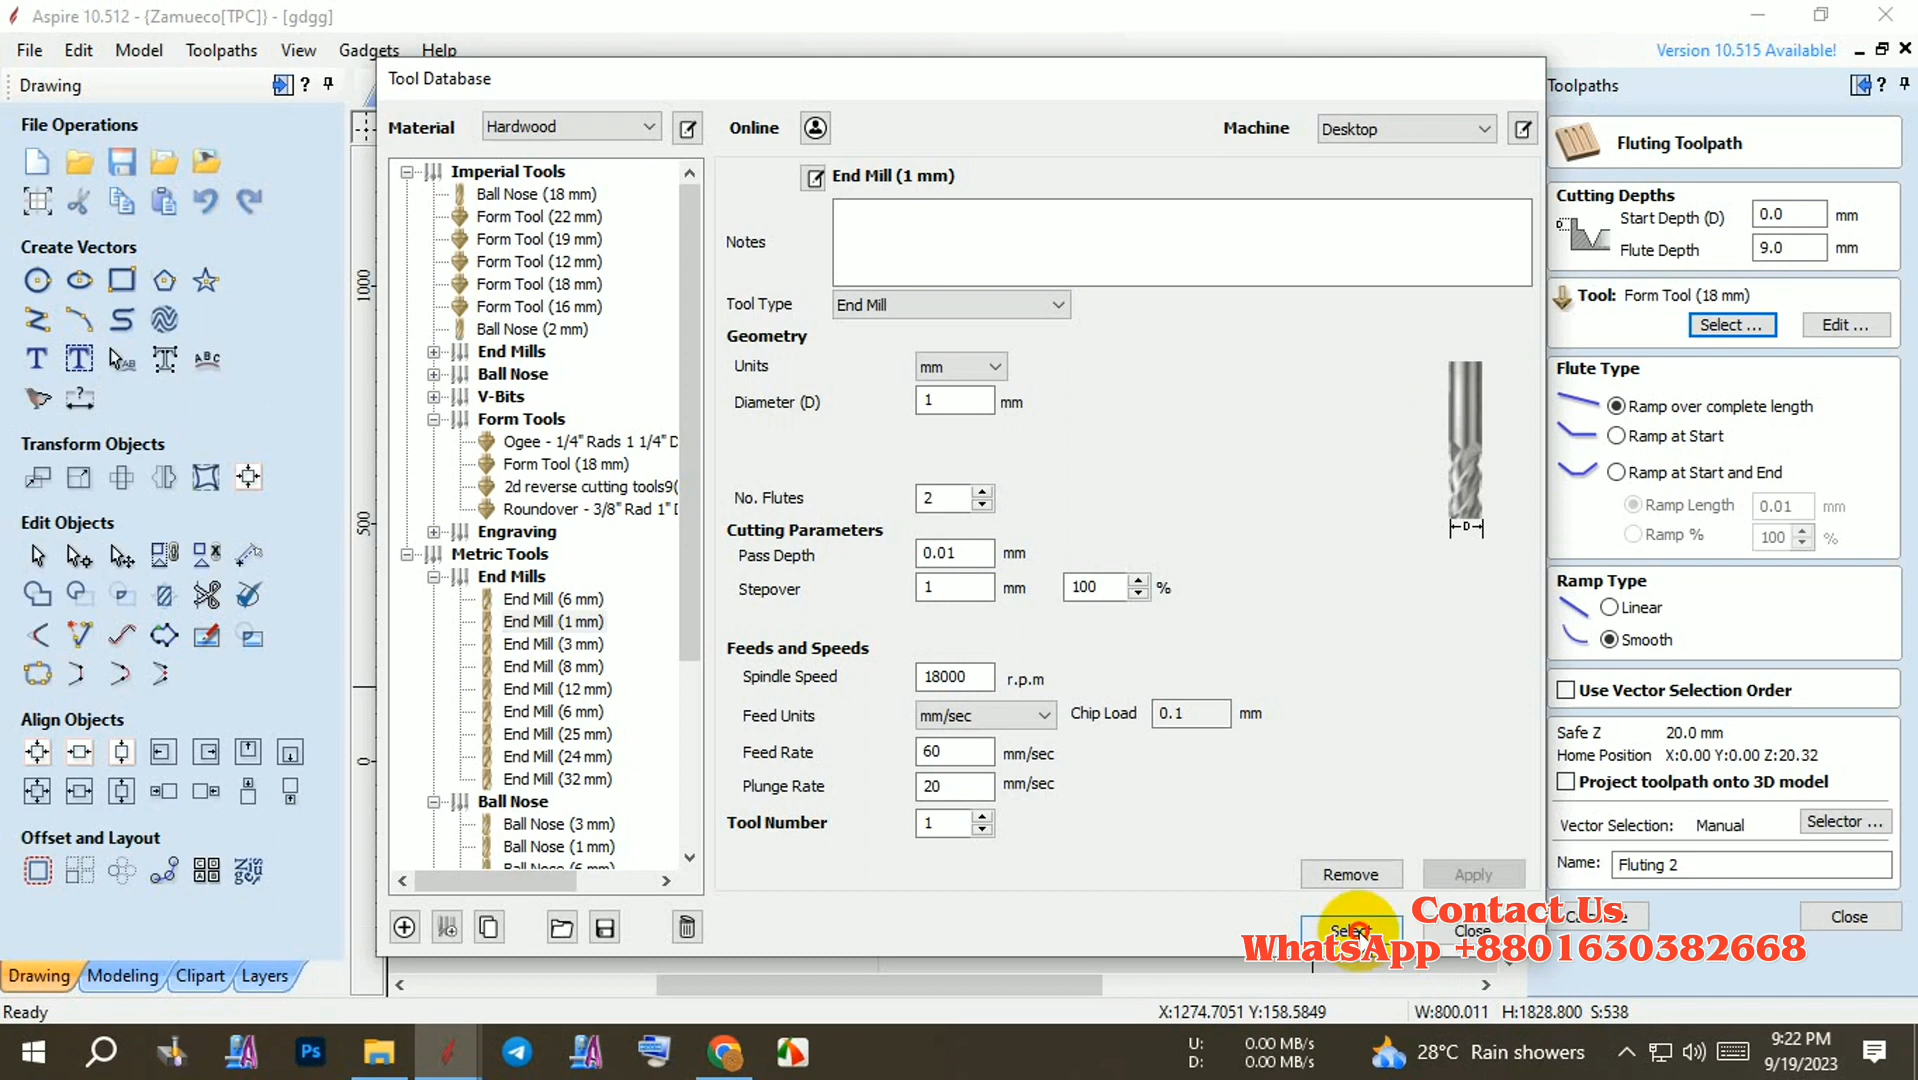 Aspire 10.512 - {Zamueco[TPC]} - [gdgg]
File Edit Model Toolpaths View Gadgets Help
Version 10.515 Available!
Drawing
File Operations
Create Vectors
Transform Objects
Edit Objects
Align Objects
Offset and Layout
Drawing Modeling Clipart Layers
Ready
1000
500
0
Tool Database
Material Hardwood
Online
Machine Desktop
Imperial Tools
Ball Nose (18 mm)
Form Tool (22 mm)
Form Tool (19 mm)
Form Tool (12 mm)
Form Tool (18 mm)
Form Tool (16 mm)
Ball Nose (2 mm)
End Mills
Ball Nose
V-Bits
Form Tools
Ogee - 1/4" Rads 1 1/4" D
Form Tool (18 mm)
2d reverse cutting tools9(
Roundover - 3/8" Rad 1" D
Engraving
Metric Tools
End Mills
End Mill (6 mm)
End Mill (1 mm)
End Mill (3 mm)
End Mill (8 mm)
End Mill (12 mm)
End Mill (6 mm)
End Mill (25 mm)
End Mill (24 mm)
End Mill (32 mm)
Ball Nose
Ball Nose (3 mm)
Ball Nose (1 mm)
End Mill (1 mm)
Notes
Tool Type End Mill
Geometry
Units mm
Diameter (D) 1 mm
No. Flutes 2
Cutting Parameters
Pass Depth 0.01 mm
Stepover 1 mm 100 %
Feeds and Speeds
Spindle Speed 18000 r.p.m
Feed Units mm/sec Chip Load 0.1 mm
Feed Rate 60 mm/sec
Plunge Rate 20 mm/sec
Tool Number 1
D
Remove Apply
Select Close
Toolpaths
Fluting Toolpath
Cutting Depths
Start Depth (D) 0.0 mm
Flute Depth 9.0 mm
Tool: Form Tool (18 mm)
Select ... Edit ...
Flute Type
Ramp over complete length
Ramp at Start
Ramp at Start and End
Ramp Length 0.01 mm
Ramp % 100 %
Ramp Type
Linear
Smooth
Use Vector Selection Order
Safe Z 20.0 mm
Home Position X:0.00 Y:0.00 Z:20.32
Project toolpath onto 3D model
Vector Selection: Manual Selector ...
Name: Fluting 2
Close
Contact Us
WhatsApp +8801630382668
X:1274.7051 Y:158.5849 W:800.011 H:1828.800 S:538
Ps
U: 0.00 MB/s
D: 0.00 MB/s
28°C Rain showers
9:22 PM
9/19/2023